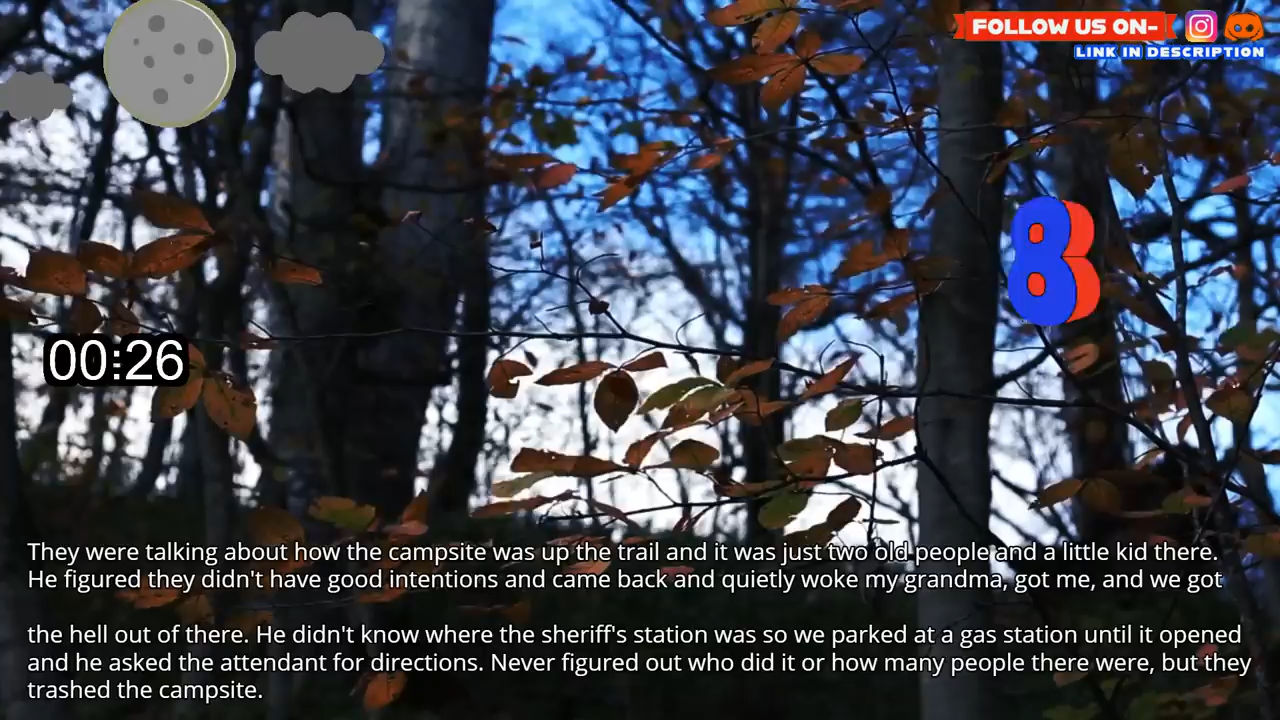 FOLLOW US ON-
LINK IN DESCRIPTION
8
00:26
They were talking about how the campsite was up the trail and it was just two old people and a little kid there.
He figured they didn't have good intentions and came back and quietly woke my grandma, got me, and we got
the hell out of there. He didn't know where the sheriff's station was so we parked at a gas station until it opened
and he asked the attendant for directions. Never figured out who did it or how many people there were, but they
trashed the campsite.